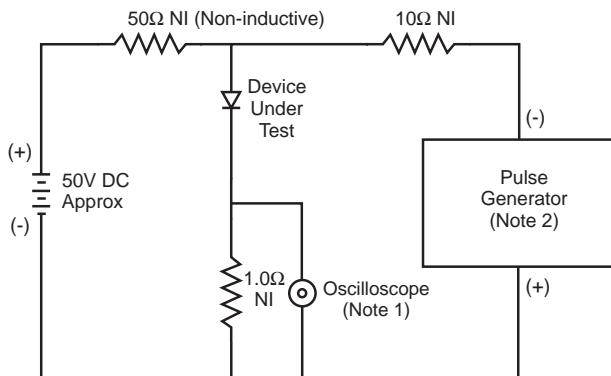 50Ω NI (Non-inductive)
10Ω NI
Device
Under
Test
(+)
50V DC
Approx
(-)
1.0Ω
NI
Oscilloscope
(Note 1)
(-)
Pulse
Generator
(Note 2)
(+)